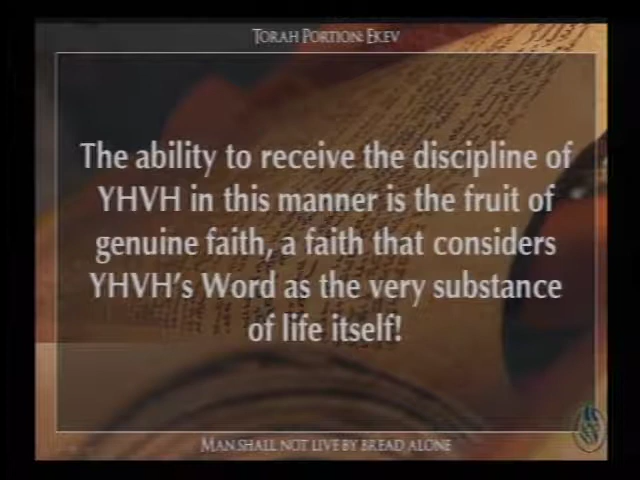 TORAH PORTION: EKEV
The ability to receive the discipline of
YHVH in this manner is the fruit of
genuine faith, a faith that considers
YHVH's Word as the very substance
of life itself!
MAN SHALL NOT LIVE BY BREAD ALONE